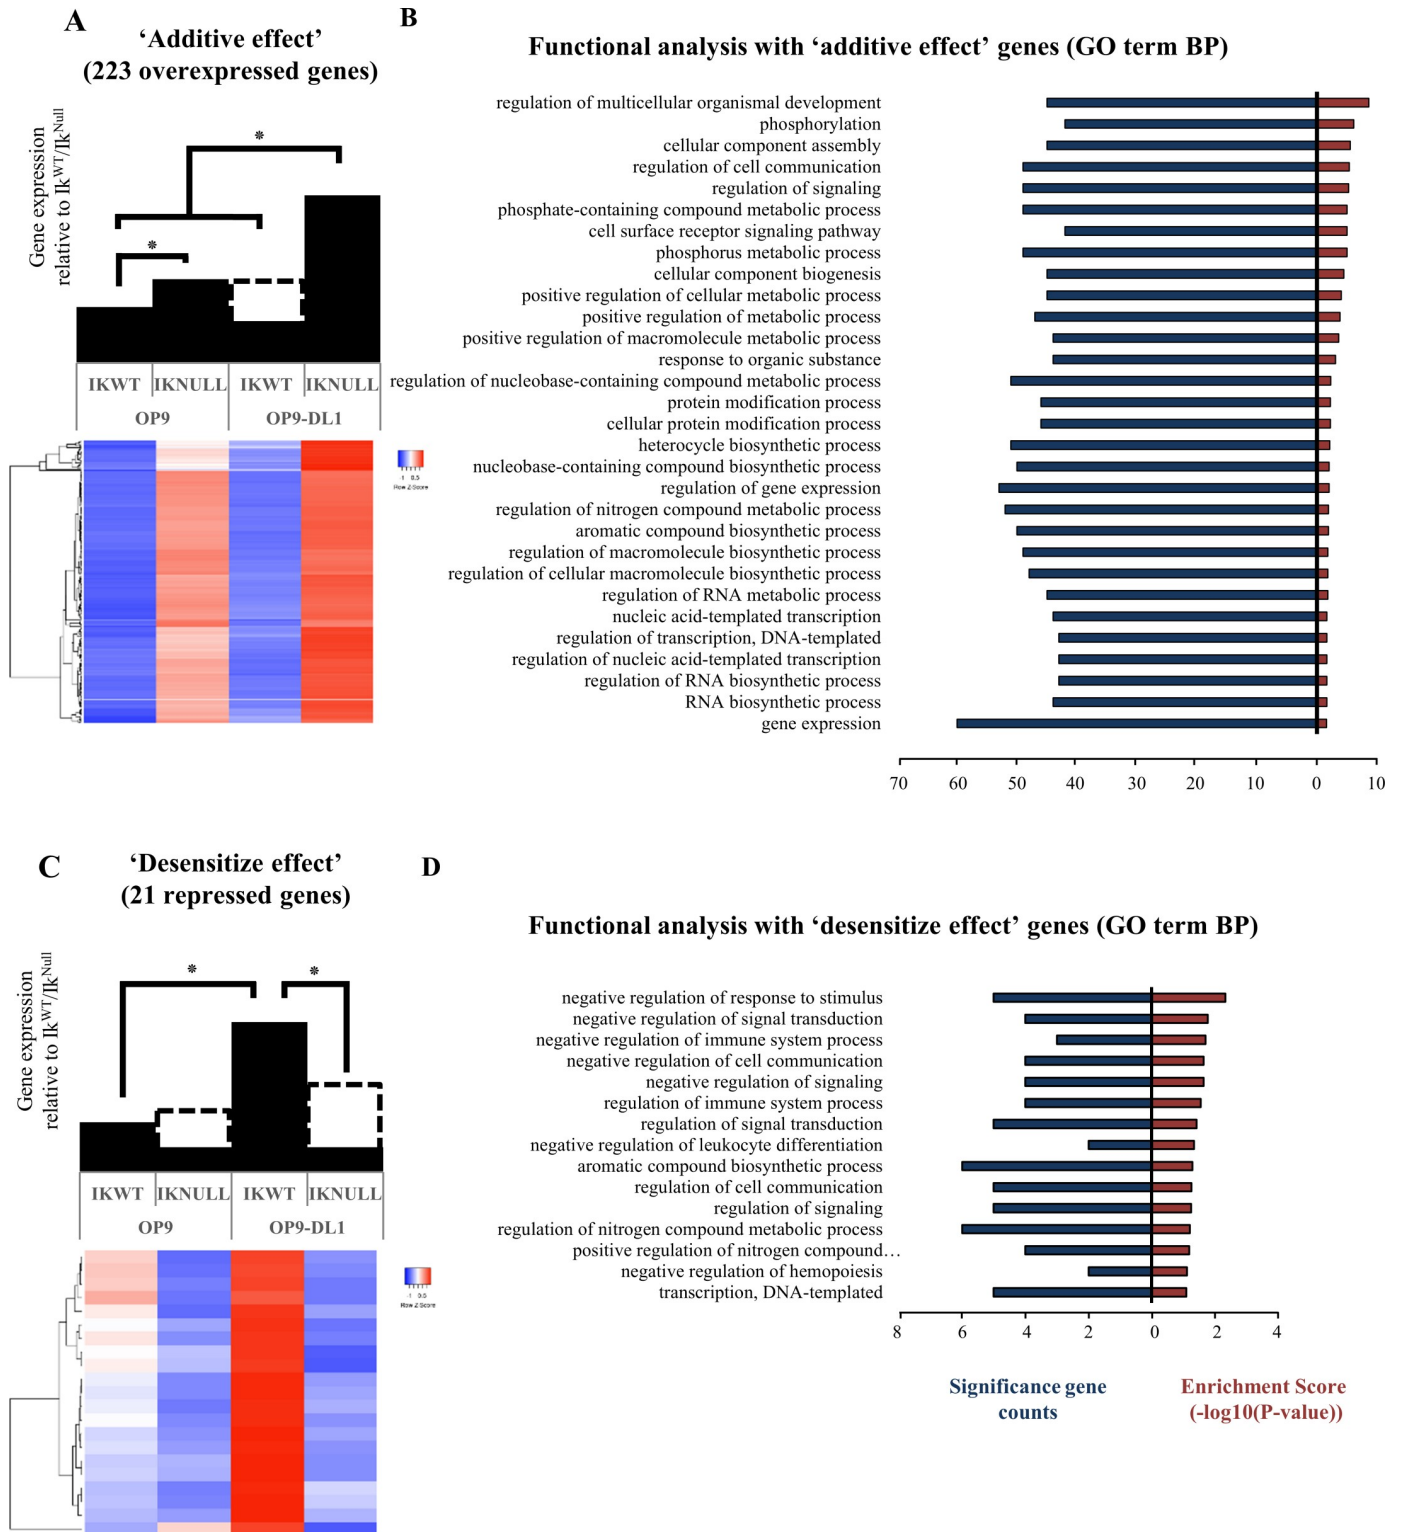 A
‘Additive effect’
(223 overexpressed genes)
Gene expression
relative to Ik^WT/Ik^Null
*
*
IKWT IKNULL IKWT IKNULL
OP9 OP9-DL1
-1 0.5
Row Z-Score
B
Functional analysis with ‘additive effect’ genes (GO term BP)
regulation of multicellular organismal development
phosphorylation
cellular component assembly
regulation of cell communication
regulation of signaling
phosphate-containing compound metabolic process
cell surface receptor signaling pathway
phosphorus metabolic process
cellular component biogenesis
positive regulation of cellular metabolic process
positive regulation of metabolic process
positive regulation of macromolecule metabolic process
response to organic substance
regulation of nucleobase-containing compound metabolic process
protein modification process
cellular protein modification process
heterocycle biosynthetic process
nucleobase-containing compound biosynthetic process
regulation of gene expression
regulation of nitrogen compound metabolic process
aromatic compound biosynthetic process
regulation of macromolecule biosynthetic process
regulation of cellular macromolecule biosynthetic process
regulation of RNA metabolic process
nucleic acid-templated transcription
regulation of transcription, DNA-templated
regulation of nucleic acid-templated transcription
regulation of RNA biosynthetic process
RNA biosynthetic process
gene expression
70 60 50 40 30 20 10 0 10
C
‘Desensitize effect’
(21 repressed genes)
Gene expression
relative to Ik^WT/Ik^Null
* *
IKWT IKNULL IKWT IKNULL
OP9 OP9-DL1
-1 0.5
Row Z-Score
D
Functional analysis with ‘desensitize effect’ genes (GO term BP)
negative regulation of response to stimulus
negative regulation of signal transduction
negative regulation of immune system process
negative regulation of cell communication
negative regulation of signaling
regulation of immune system process
regulation of signal transduction
negative regulation of leukocyte differentiation
aromatic compound biosynthetic process
regulation of cell communication
regulation of signaling
regulation of nitrogen compound metabolic process
positive regulation of nitrogen compound…
negative regulation of hemopoiesis
transcription, DNA-templated
8 6 4 2 0 2 4
Significance gene
counts
Enrichment Score
(-log10(P-value))